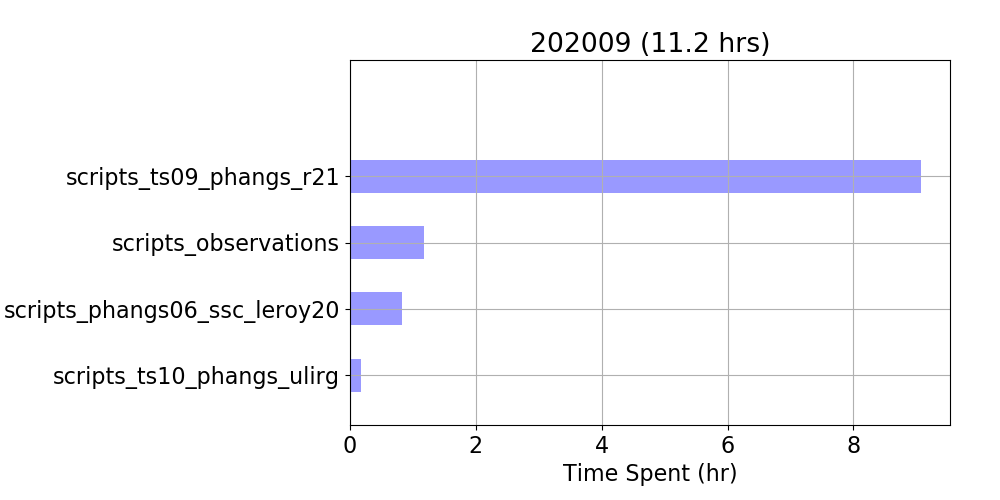 202009 (11.2 hrs)
scripts_ts09_phangs_r21
scripts_observations
scripts_phangs06_ssc_leroy20
scripts_ts10_phangs_ulirg
0 2 4 6 8
Time Spent (hr)